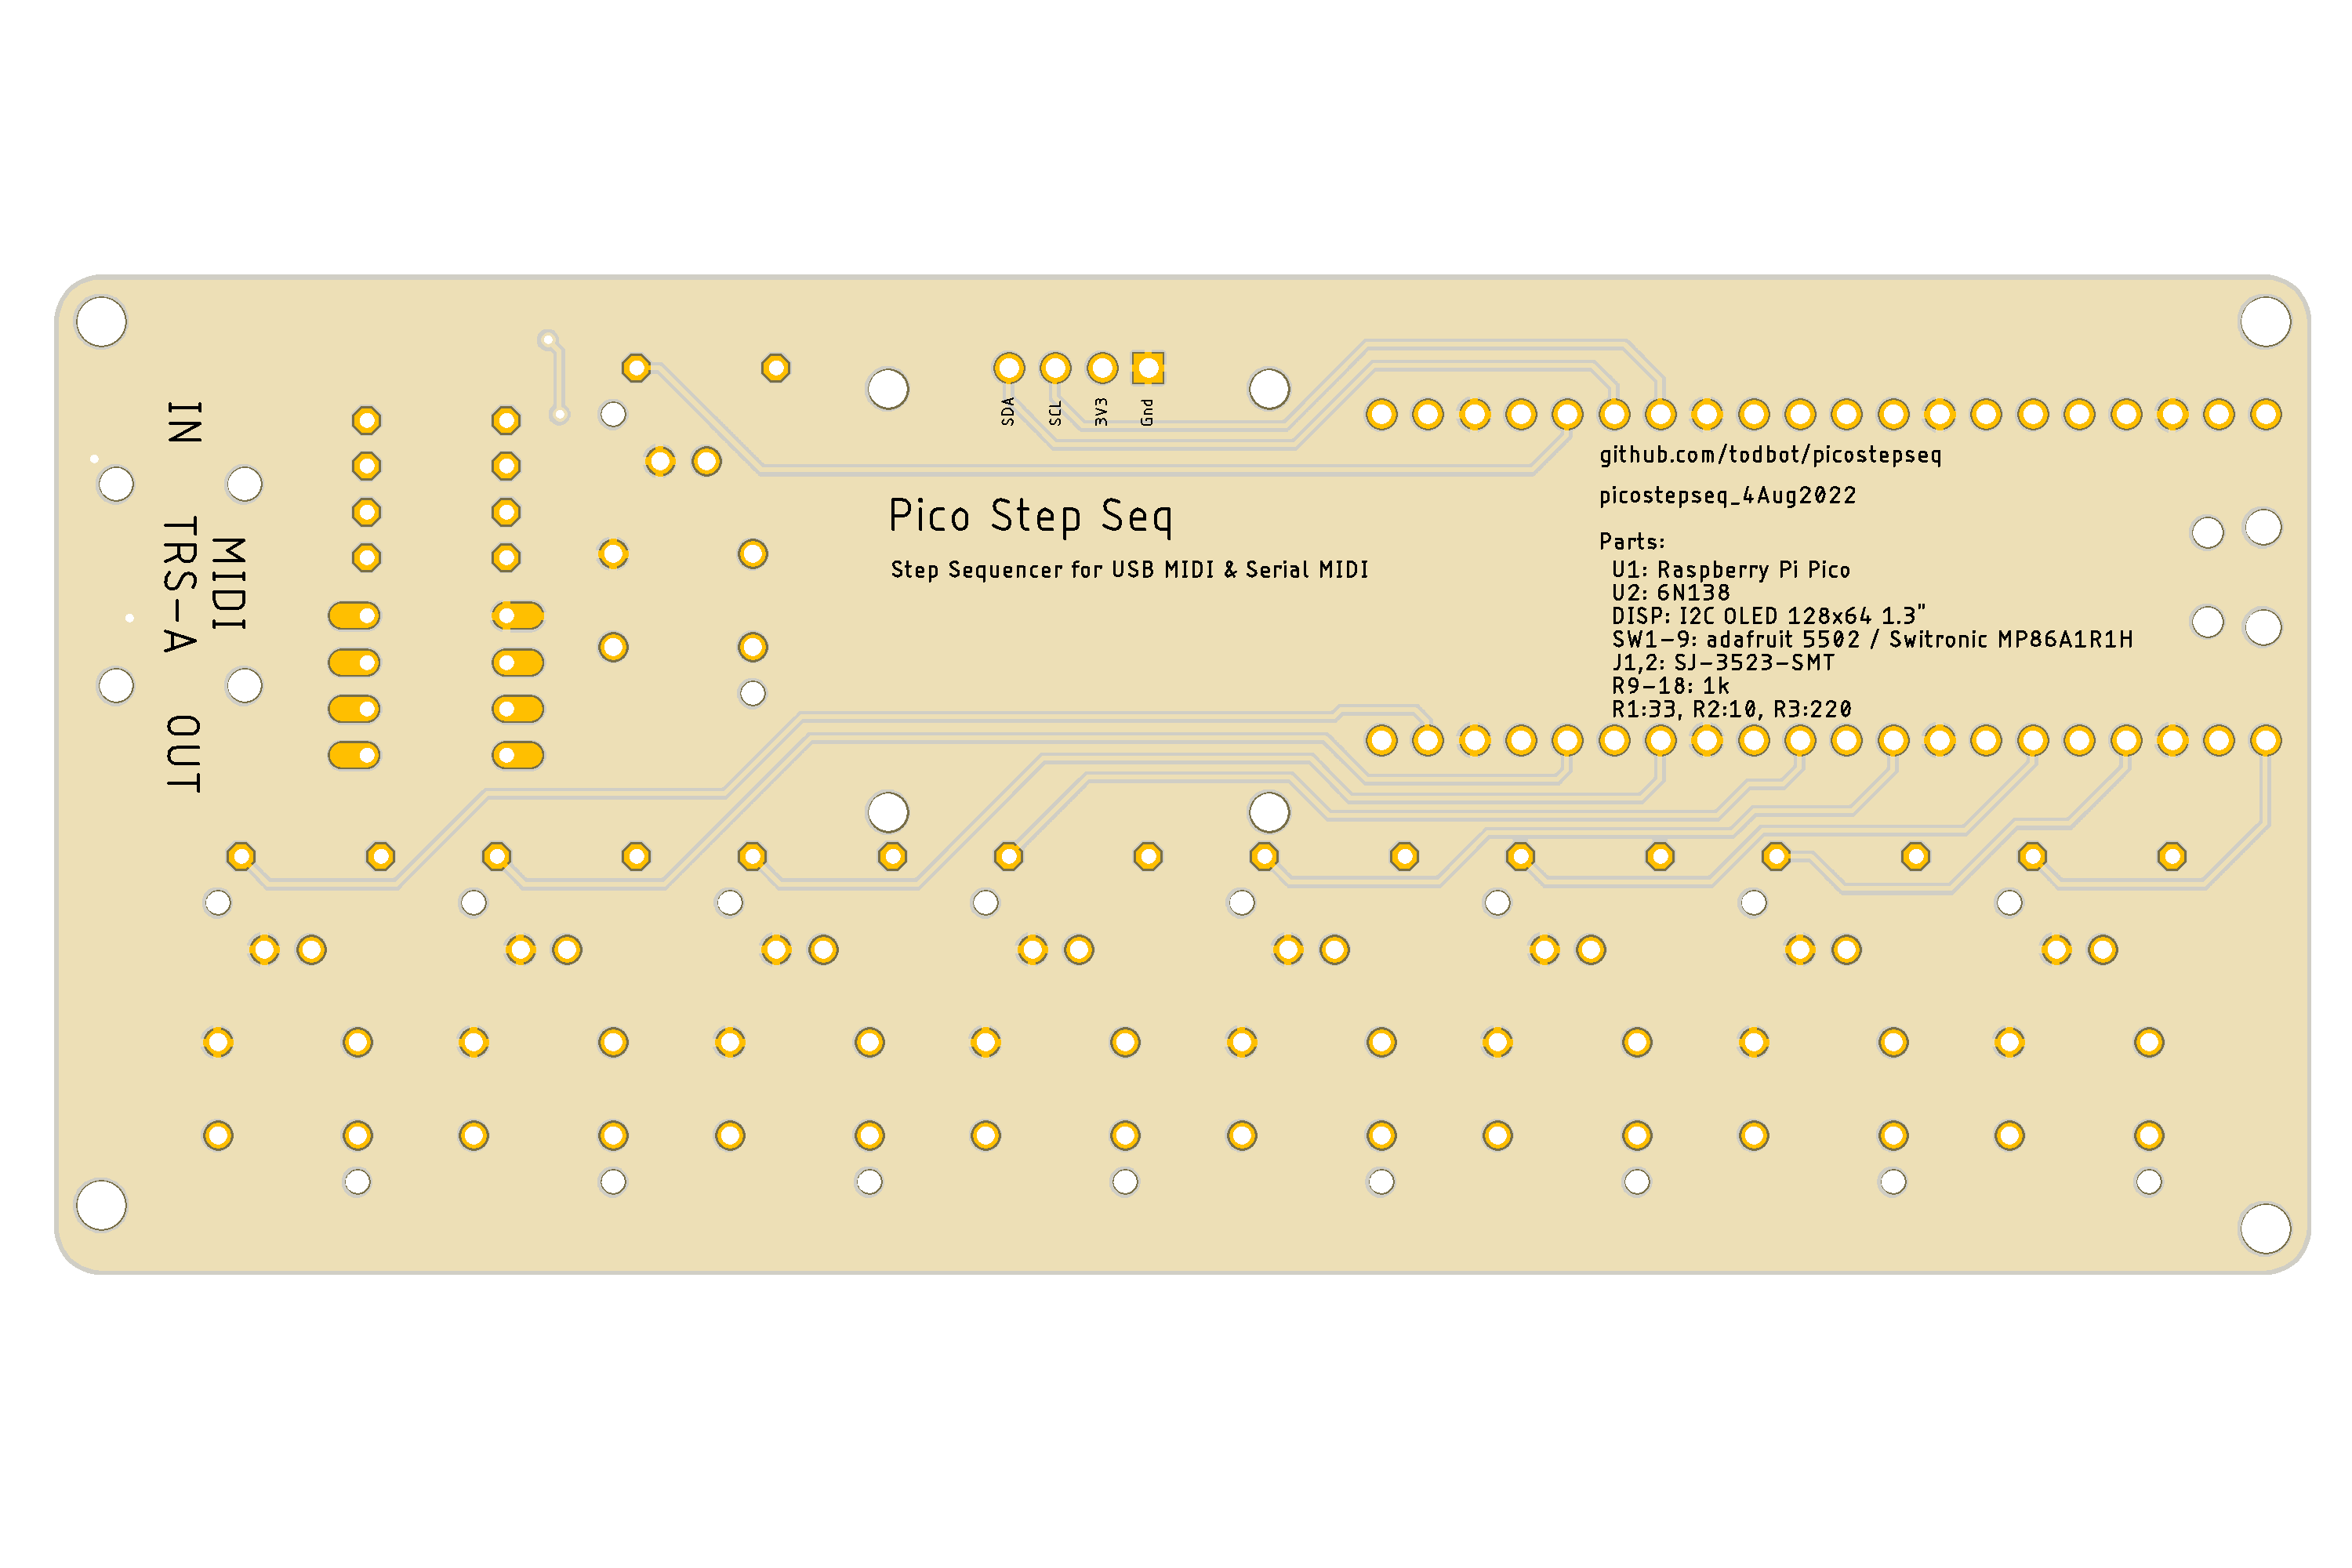 IN
MIDI
TRS-A
OUT
SDA
SCL
3V3
Gnd
Pico Step Seq
Step Sequencer for USB MIDI & Serial MIDI
github.com/todbot/picostepseq
picostepseq_4Aug2022
Parts:
U1: Raspberry Pi Pico
U2: 6N138
DISP: I2C OLED 128x64 1.3"
SW1-9: adafruit 5502 / Switronic MP86A1R1H
J1,2: SJ-3523-SMT
R9-18: 1k
R1:33, R2:10, R3:220